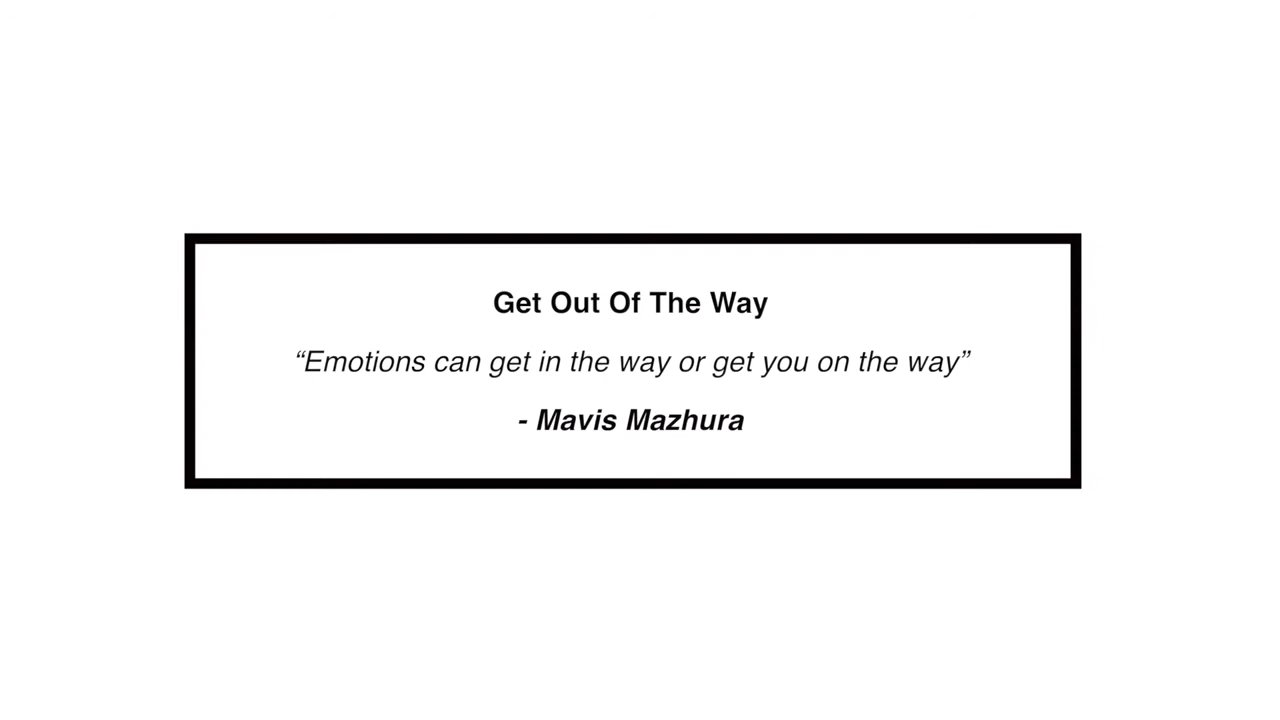 Get Out Of The Way
“Emotions can get in the way or get you on the way”
- Mavis Mazhura